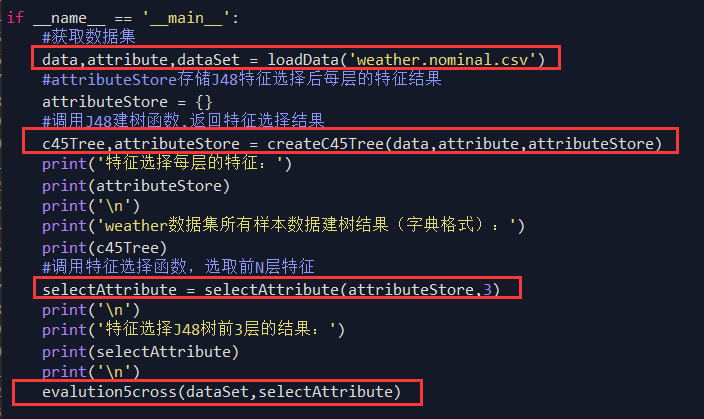 if __name__ == '__main__':
#获取数据集
data,attribute,dataSet = loadData('weather.nominal.csv')
#attributeStore存储J48特征选择后每层的特征结果
attributeStore = {}
#调用J48建树函数,返回特征选择结果
c45Tree,attributeStore = createC45Tree(data,attribute,attributeStore)
print('特征选择每层的特征：')
print(attributeStore)
print('\n')
print('weather数据集所有样本数据建树结果（字典格式）：')
print(c45Tree)
#调用特征选择函数，选取前N层特征
selectAttribute = selectAttribute(attributeStore,3)
print('\n')
print('特征选择J48树前3层的结果：')
print(selectAttribute)
print('\n')
evalution5cross(dataSet,selectAttribute)